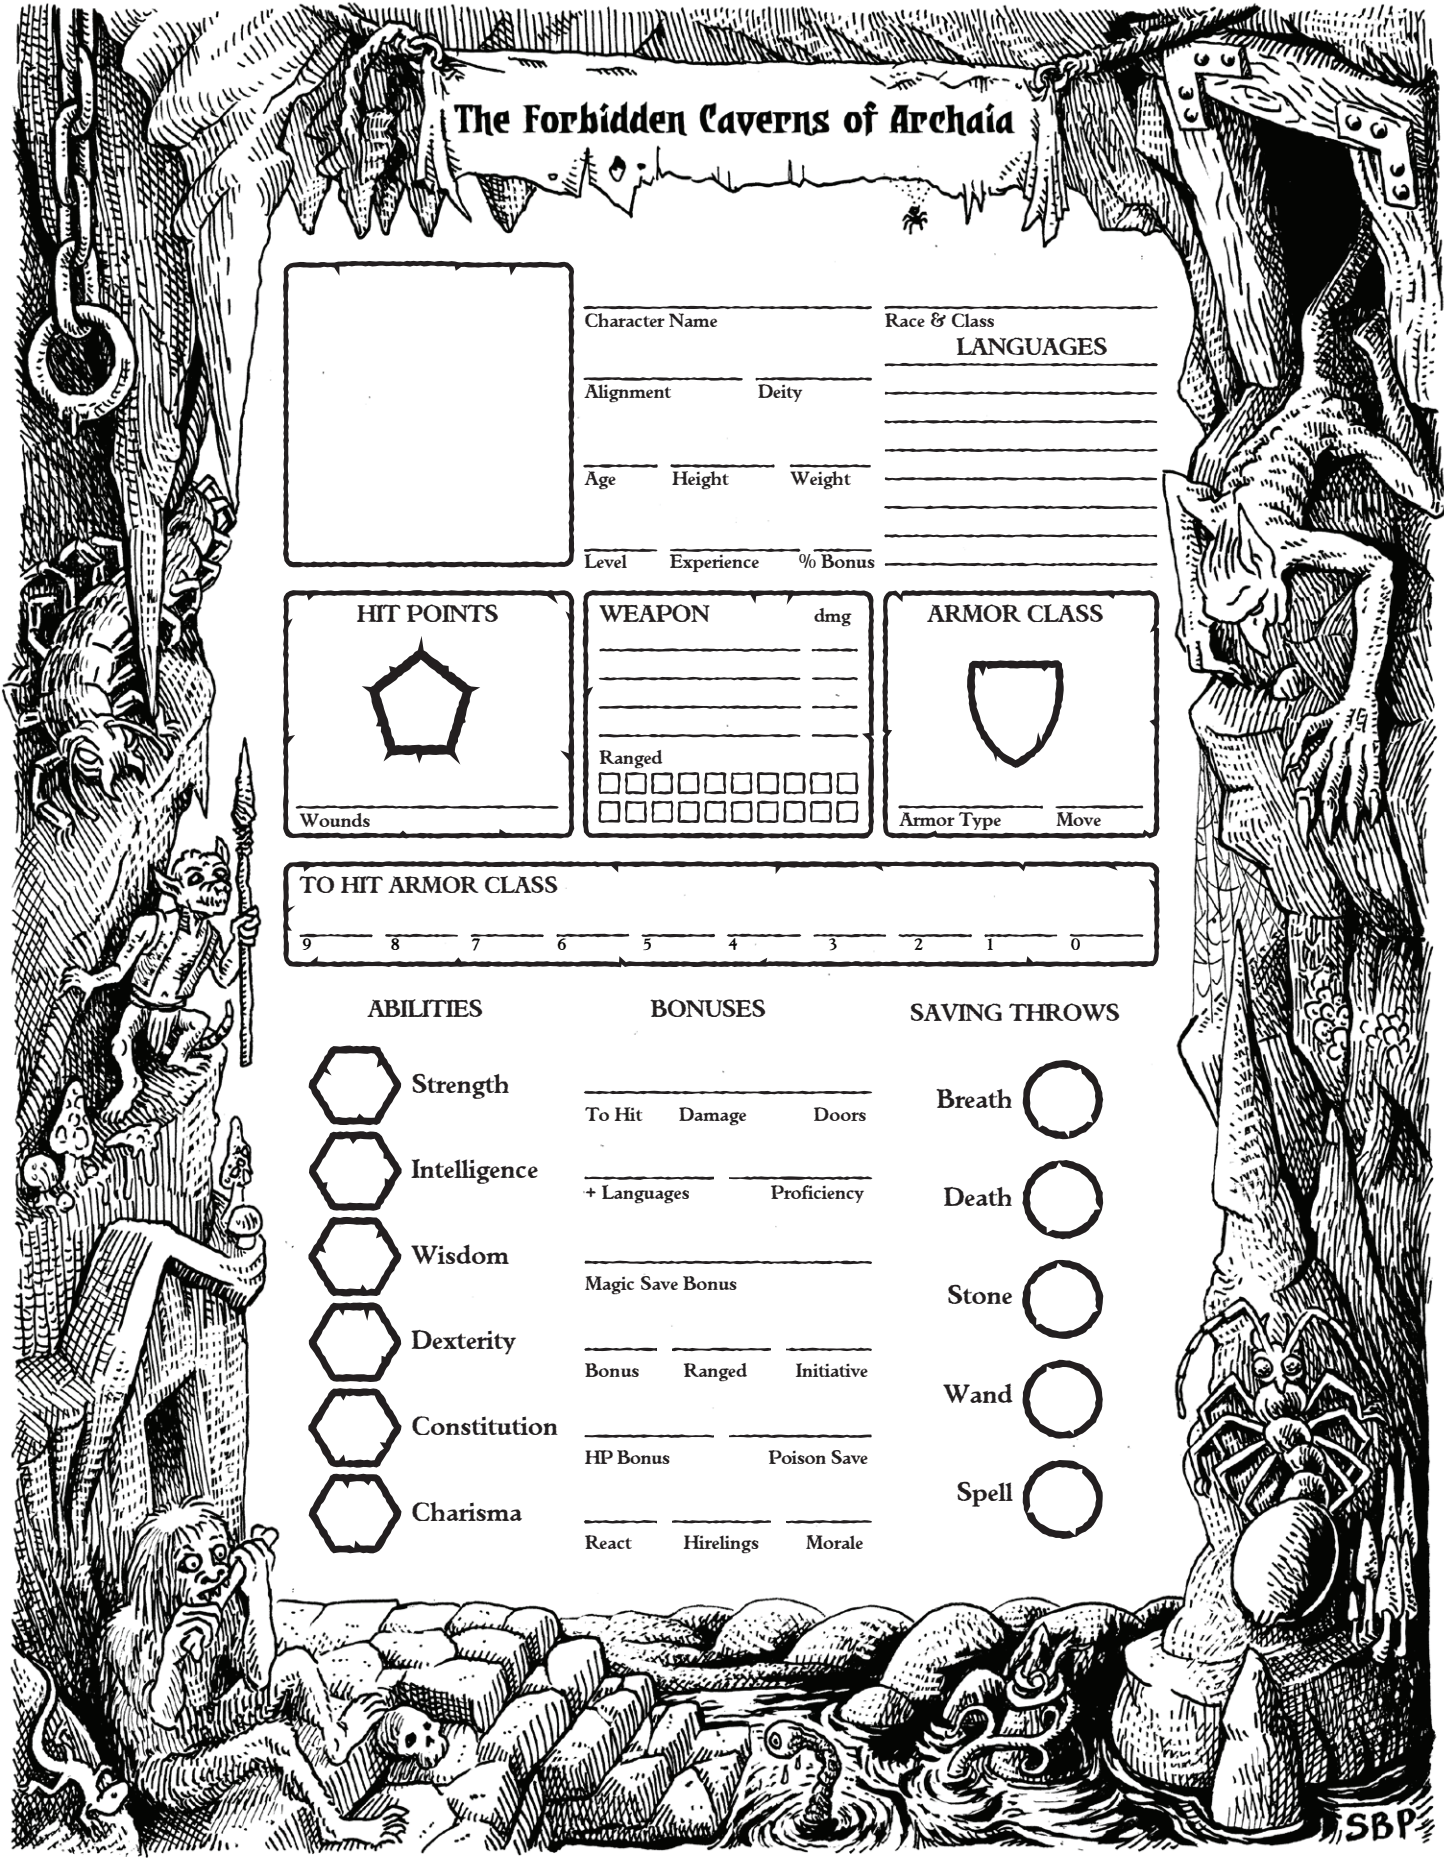 The Forbidden Caverns of Archaia
Character Name
Race & Class
LANGUAGES
Alignment Deity
Age Height Weight
Level Experience % Bonus
HIT POINTS
Wounds
WEAPON dmg
Ranged
ARMOR CLASS
Armor Type Move
TO HIT ARMOR CLASS
9 8 7 6 5 4 3 2 1 0
ABILITIES
Strength
Intelligence
Wisdom
Dexterity
Constitution
Charisma
BONUSES
To Hit Damage Doors
+ Languages Proficiency
Magic Save Bonus
Bonus Ranged Initiative
HP Bonus Poison Save
React Hirelings Morale
SAVING THROWS
Breath
Death
Stone
Wand
Spell
SBP